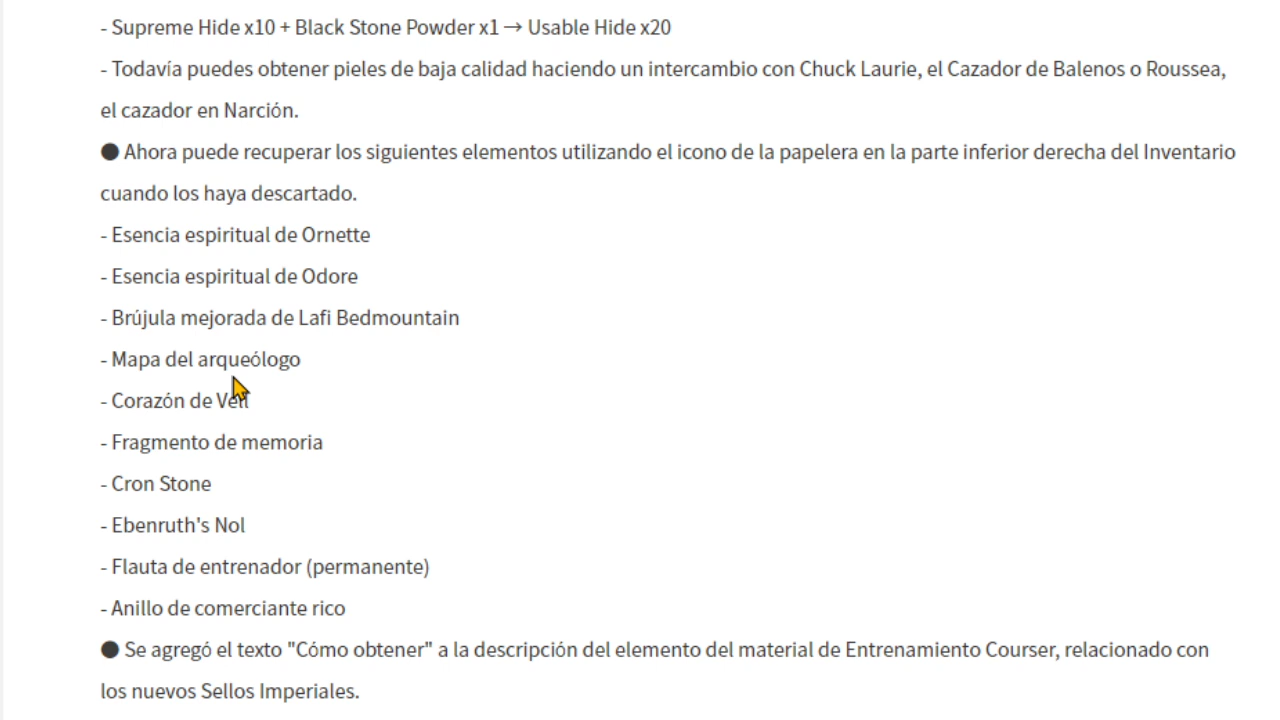 - Supreme Hide x10 + Black Stone Powder x1 → Usable Hide x20
- Todavía puedes obtener pieles de baja calidad haciendo un intercambio con Chuck Laurie, el Cazador de Balenos o Roussea,
el cazador en Narción.
● Ahora puede recuperar los siguientes elementos utilizando el icono de la papelera en la parte inferior derecha del Inventario
cuando los haya descartado.
- Esencia espiritual de Ornette
- Esencia espiritual de Odore
- Brújula mejorada de Lafi Bedmountain
- Mapa del arqueólogo
- Corazón de Vell
- Fragmento de memoria
- Cron Stone
- Ebenruth's Nol
- Flauta de entrenador (permanente)
- Anillo de comerciante rico
● Se agregó el texto "Cómo obtener" a la descripción del elemento del material de Entrenamiento Courser, relacionado con
los nuevos Sellos Imperiales.